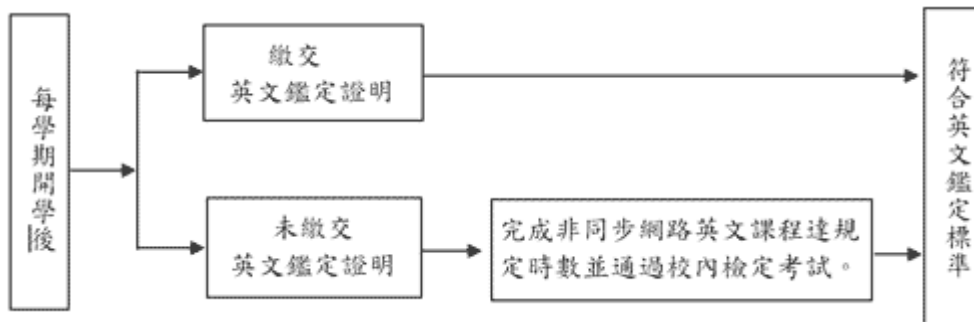 每學期開學後
繳交
英文鑑定證明
未繳交
英文鑑定證明
完成非同步網路英文課程達規
定時數並通過校內檢定考試。
符合英文鑑定標準